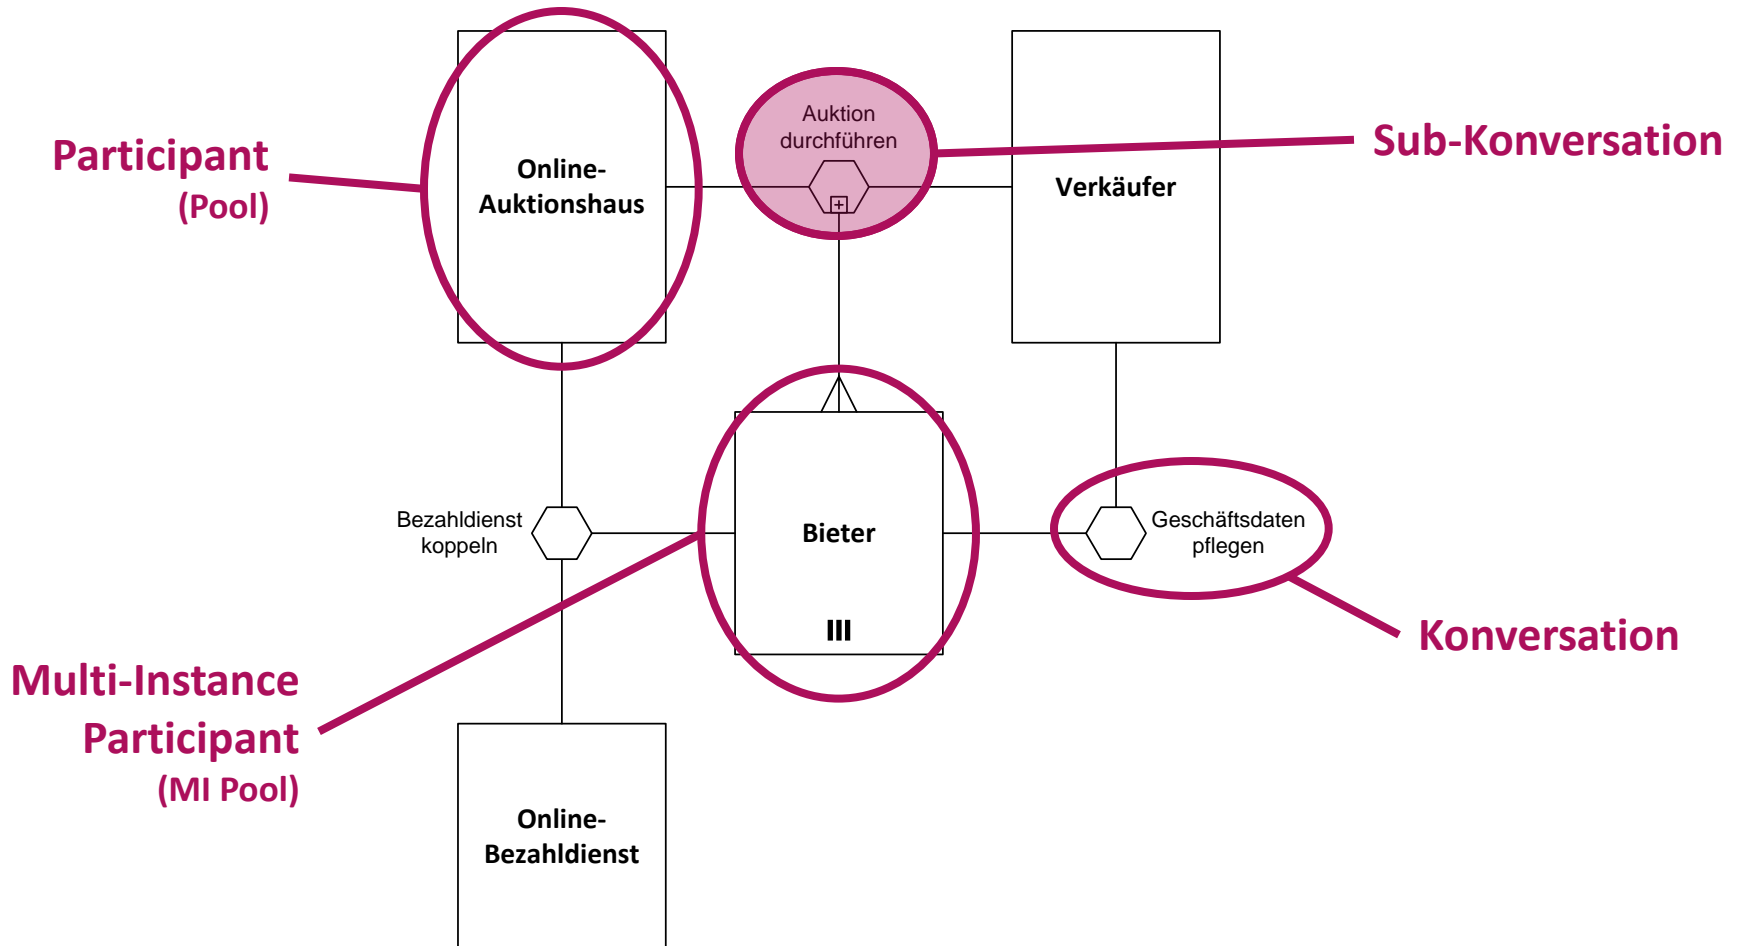 Auktion
durchführen
Participant
(Pool)
Online-
Auktionshaus
Verkäufer
Sub-Konversation
Bezahldienst
koppeln
Bieter
III
Geschäftsdaten
pflegen
Konversation
Multi-Instance
Participant
(MI Pool)
Online-
Bezahldienst